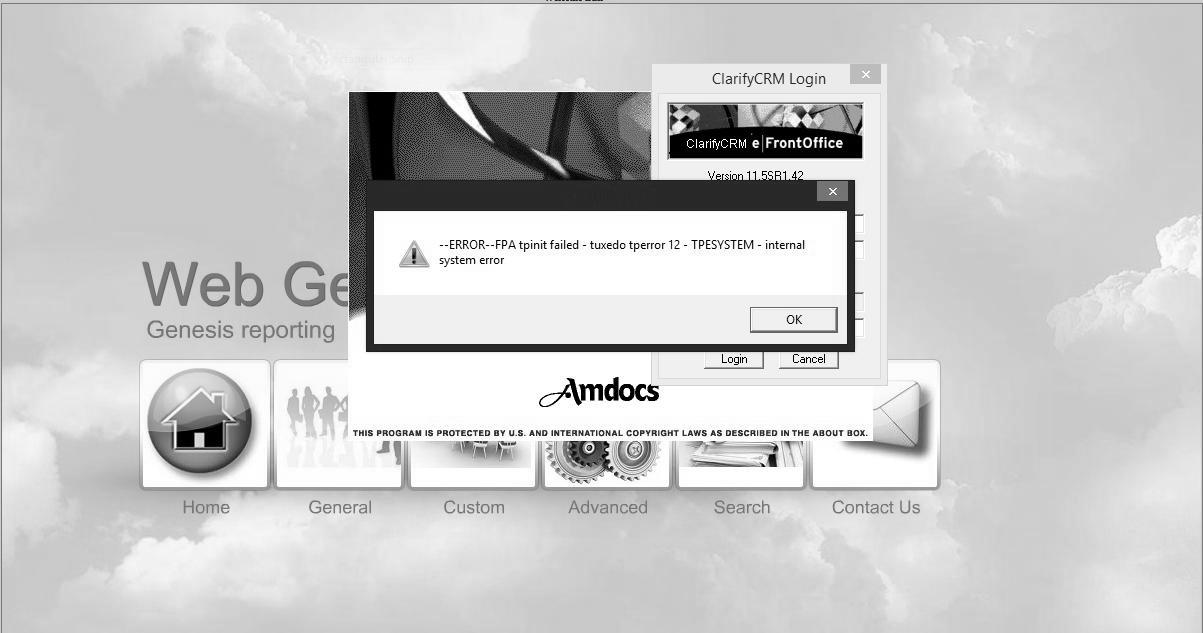 ClarifyCRM Login
ClarifyCRM e FrontOffice
Version 11.5SR1.42
--ERROR--FPA tpinit failed - tuxedo tperror 12 - TPESYSTEM - internal
system error
OK
Web Ge
Genesis reporting
Login
Cancel
Amdocs
THIS PROGRAM IS PROTECTED BY U.S. AND INTERNATIONAL COPYRIGHT LAWS AS DESCRIBED IN THE ABOUT BOX.
Home
General
Custom
Advanced
Search
Contact Us